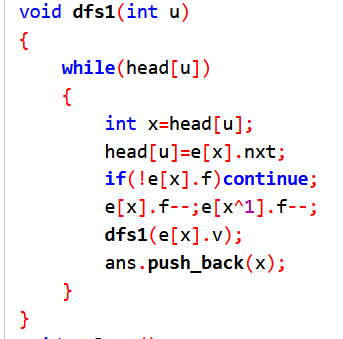 void dfs1(int u)
{
    while(head[u])
    {
        int x=head[u];
        head[u]=e[x].nxt;
        if(!e[x].f)continue;
        e[x].f--;e[x^1].f--;
        dfs1(e[x].v);
        ans.push_back(x);
    }
}